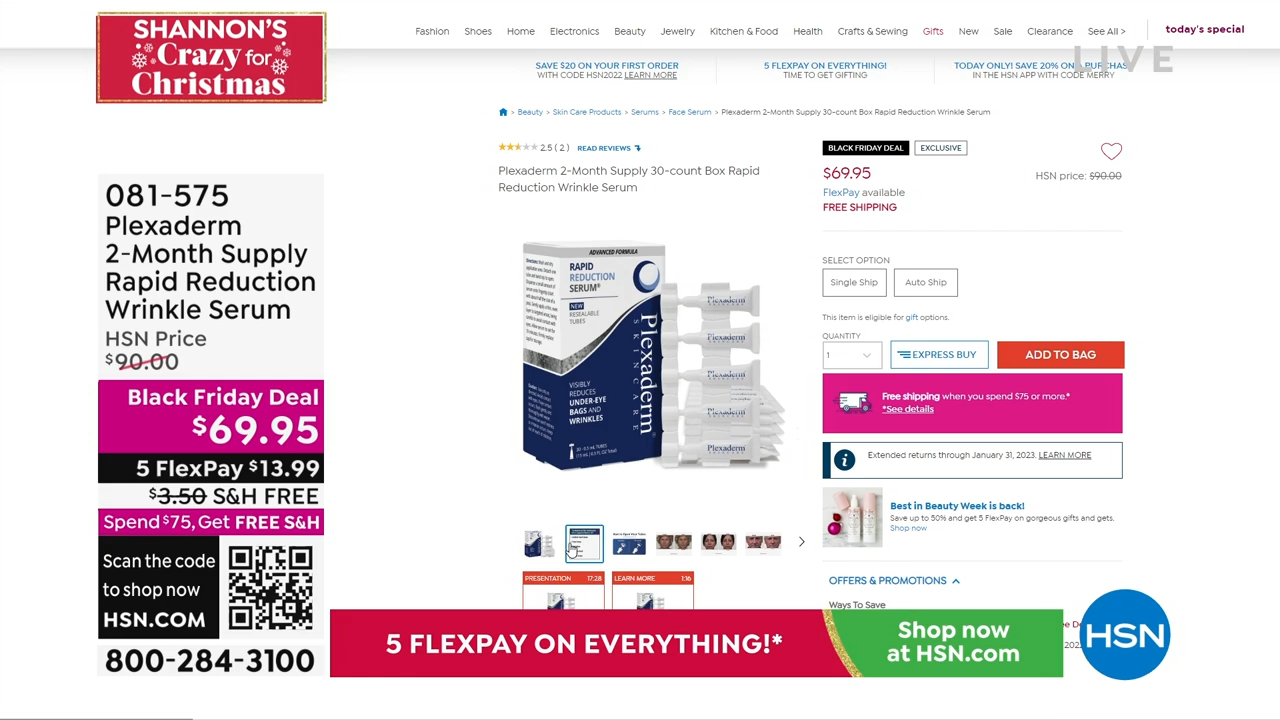 SHANNON'S
Crazy for
Christmas
Fashion Shoes Home Electronics Beauty Jewelry Kitchen & Food Health Crafts & Sewing Gifts New Sale Clearance See All > today's special
LIVE
SAVE $20 ON YOUR FIRST ORDER
WITH CODE HSN2022 LEARN MORE
5 FLEXPAY ON EVERYTHING!
TIME TO GET GIFTING
TODAY ONLY! SAVE 20% ON A PURCHAS
IN THE HSN APP WITH CODE MERRY
> Beauty > Skin Care Products > Serums > Face Serum > Plexaderm 2-Month Supply 30-count Box Rapid Reduction Wrinkle Serum
2.5 ( 2 ) READ REVIEWS
Plexaderm 2-Month Supply 30-count Box Rapid
Reduction Wrinkle Serum
BLACK FRIDAY DEAL EXCLUSIVE
$69.95
HSN price: $90.00
FlexPay available
FREE SHIPPING
SELECT OPTION
Single Ship Auto Ship
This item is eligible for gift options.
QUANTITY
1
EXPRESS BUY
ADD TO BAG
Free shipping when you spend $75 or more.*
*See details
Extended returns through January 31, 2023. LEARN MORE
Best in Beauty Week is back!
Save up to 50% and get 5 FlexPay on gorgeous gifts and gets.
Shop now
OFFERS & PROMOTIONS
Ways To Save
081-575
Plexaderm
2-Month Supply
Rapid Reduction
Wrinkle Serum
HSN Price
$90.00
Black Friday Deal
$69.95
5 FlexPay $13.99
$3.50 S&H FREE
Spend $75, Get FREE S&H
Scan the code
to shop now
HSN.COM
800-284-3100
ADVANCED FORMULA
RAPID
REDUCTION
SERUM®
NEW
RESEALABLE
TUBES
Plexaderm
SKINCARE
VISIBLY
REDUCES
UNDER-EYE
BAGS AND
WRINKLES
Plexaderm
Plexaderm
Plexaderm
Plexaderm
Plexaderm
PRESENTATION 17:28
LEARN MORE 1:16
5 FLEXPAY ON EVERYTHING!*
Shop now
at HSN.com
HSN